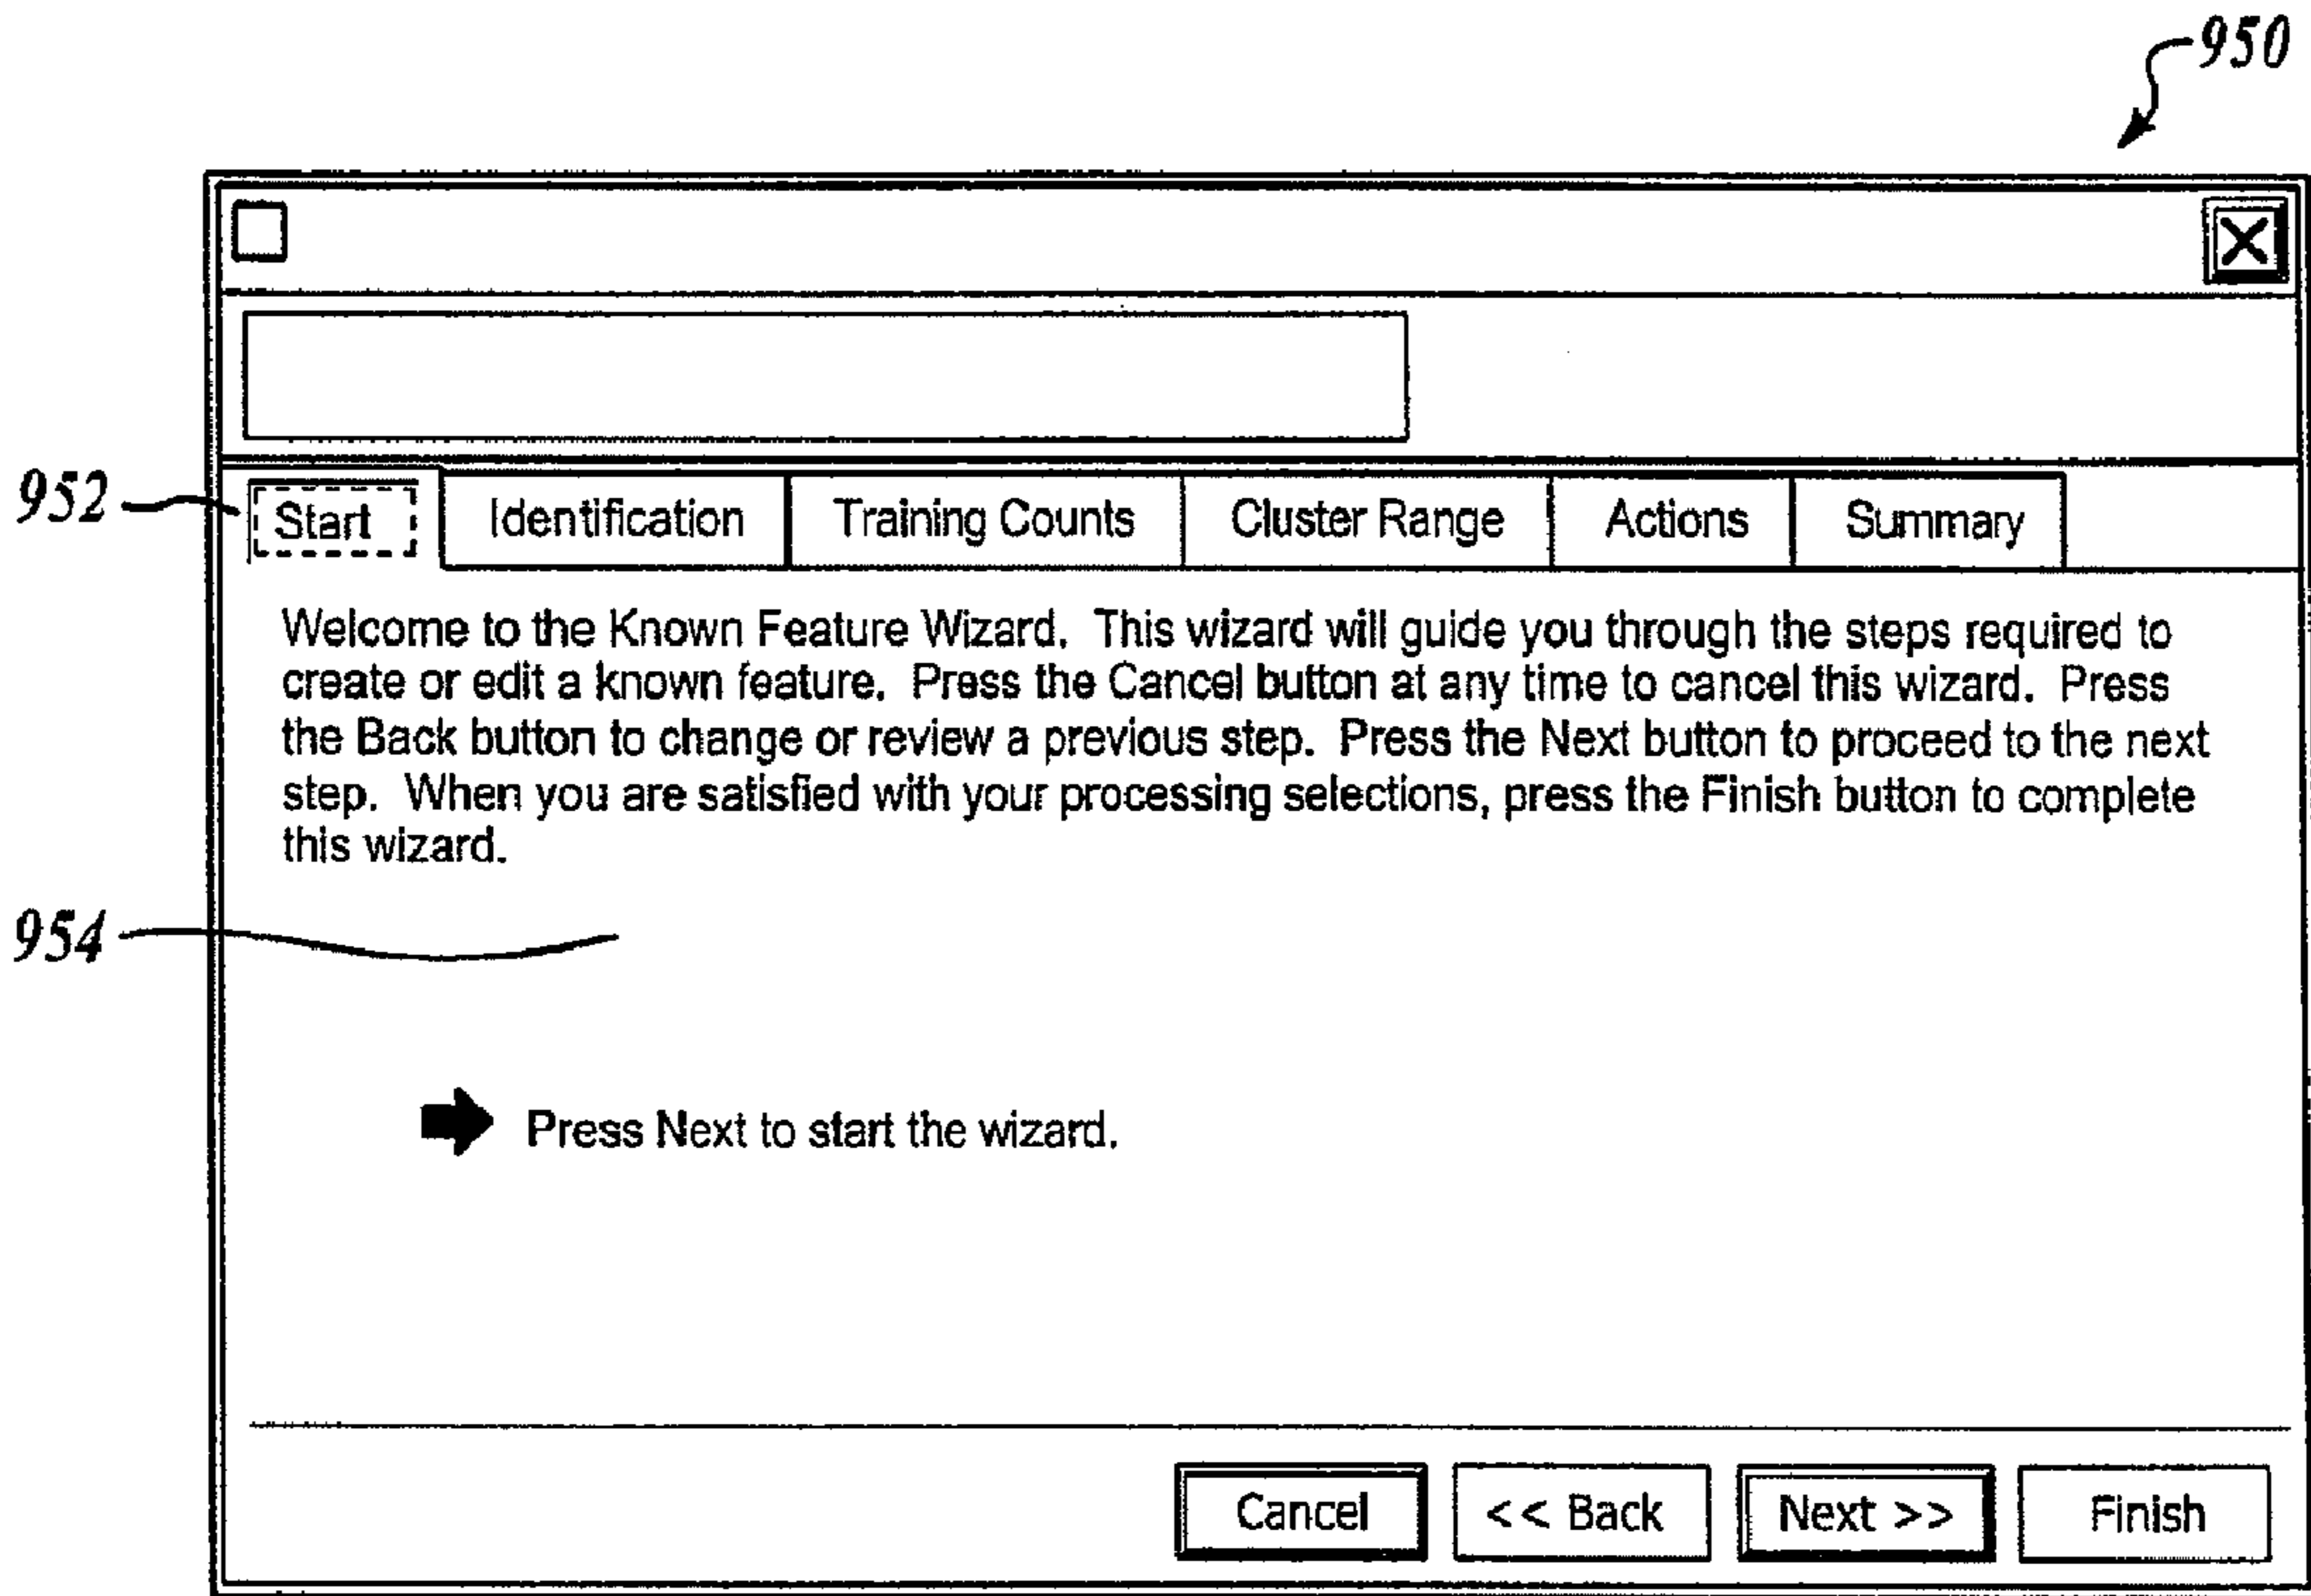 950
952
Start Identification Training Counts Cluster Range Actions Summary
Welcome to the Known Feature Wizard. This wizard will guide you through the steps required to
create or edit a known feature. Press the Cancel button at any time to cancel this wizard. Press
the Back button to change or review a previous step. Press the Next button to proceed to the next
step. When you are satisfied with your processing selections, press the Finish button to complete
this wizard.
954
Press Next to start the wizard.
Cancel << Back Next >> Finish